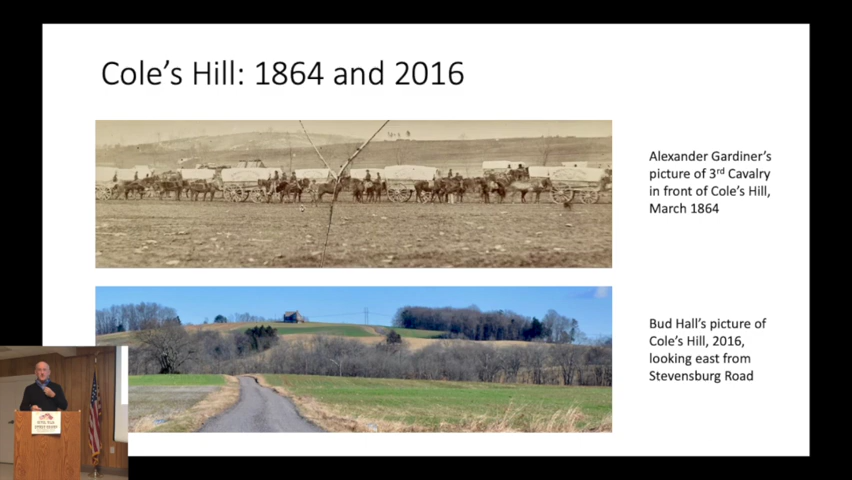 Cole's Hill: 1864 and 2016
Alexander Gardiner's
picture of 3rd Cavalry
in front of Cole's Hill,
March 1864
Bud Hall's picture of
Cole's Hill, 2016,
looking east from
Stevensburg Road